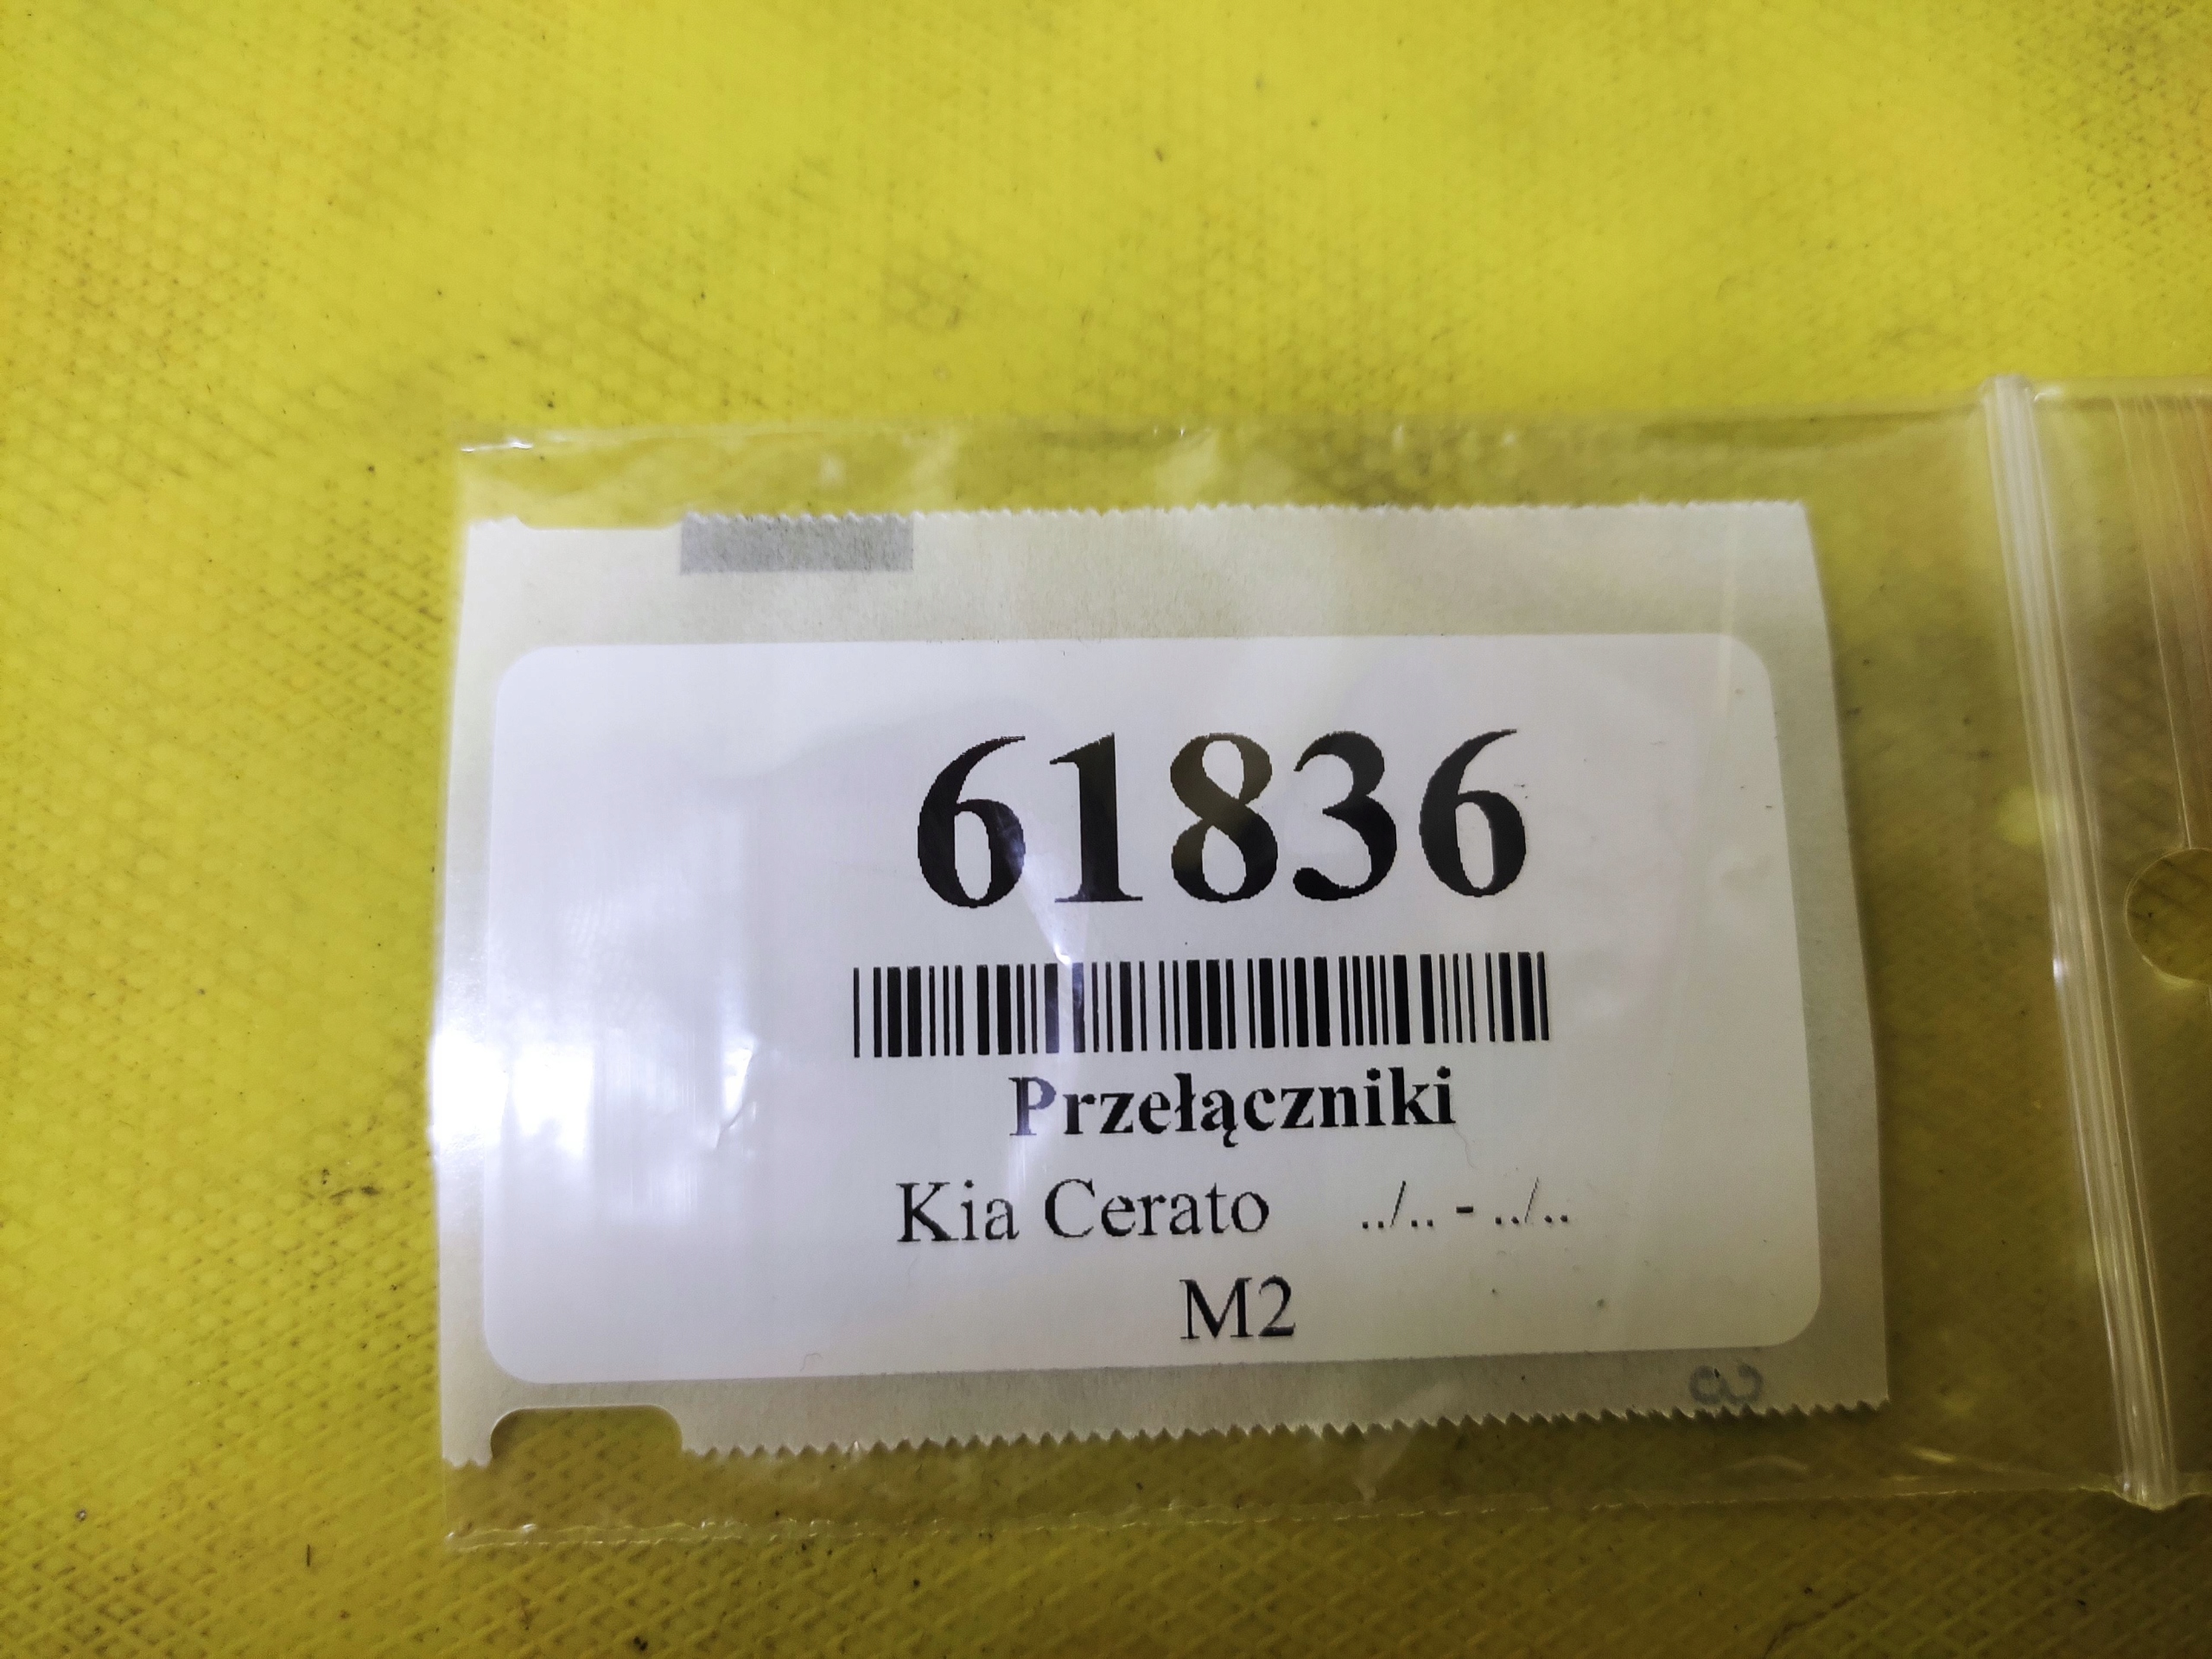 61836
Przełączniki
Kia Cerato ../.. - ../..
M2